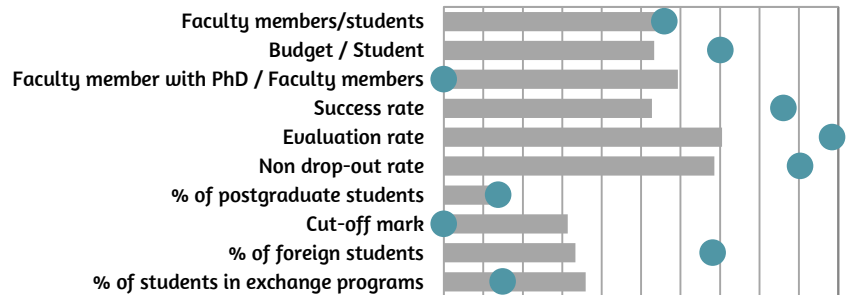 Faculty members/students
Budget / Student
Faculty member with PhD / Faculty members
Success rate
Evaluation rate
Non drop-out rate
% of postgraduate students
Cut-off mark
% of foreign students
% of students in exchange programs